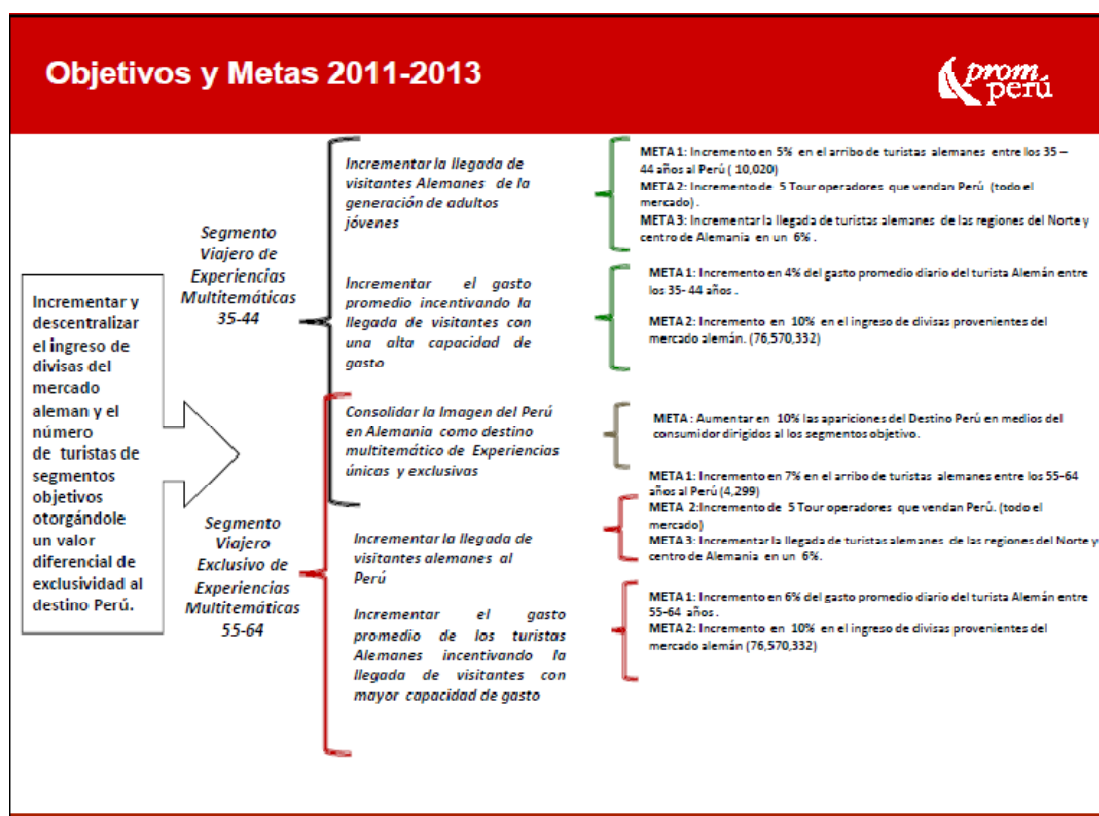 Objetivos y Metas 2011-2013
prom
perú
Incrementar y
descentralizar
el ingreso de
divisas del
mercado
aleman y el
número
de turistas de
segmentos
objetivos
otorgándole
un valor
diferencial de
exclusividad al
destino Perú.
Segmento
Viajero de
Experiencias
Multitemáticas
35-44
Segmento
Viajero
Exclusivo de
Experiencias
Multitemáticas
55-64
Incrementar la llegada de
visitantes Alemanes de la
generación de adultos
jóvenes
Incrementar el gasto
promedio incentivando la
llegada de visitantes con
una alta capacidad de
gasto
Consolidar la Imagen del Perú
en Alemania como destino
multitemático de Experiencias
únicas y exclusivas
Incrementar la llegada de
visitantes alemanes al
Perú
Incrementar el gasto
promedio de los turistas
Alemanes incentivando la
llegada de visitantes con
mayor capacidad de gasto
META 1: Incremento en 5% en el arribo de turistas alemanes entre los 35 –
44 años al Perú ( 10,020)
META 2: Incremento de 5 Tour operadores que vendan Perú (todo el
mercado) .
META 3: Incrementar la llegada de turistas alemanes de las regiones del Norte y
centro de Alemania en un 6% .
META 1: Incremento en 4% del gasto promedio diario del turista Alemán entre
los 35- 44 años .
META 2: Incremento en 10% en el ingreso de divisas provenientes del
mercado alemán. (76,570,332)
META : Aumentar en 10% las apariciones del Destino Perú en medios del
consumidor dirigidos al los segmentos objetivo.
META 1: Incremento en 7% en el arribo de turistas alemanes entre los 55–64
años al Perú (4,299)
META 2: Incremento de 5 Tour operadores que vendan Perú. (todo el
mercado)
META 3: Incrementar la llegada de turistas alemanes de las regiones del Norte y
centro de Alemania en un 6%.
META 1: Incremento en 6% del gasto promedio diario del turista Alemán entre
55-64 años .
META 2: Incremento en 10% en el ingreso de divisas provenientes del
mercado alemán (76,570,332)